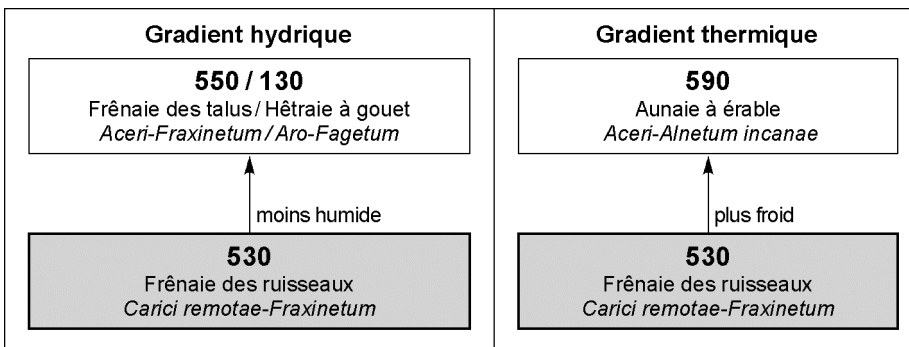 Gradient hydrique
550 / 130
Frênaie des talus / Hêtraie à gouet
Aceri-Fraxinetum / Aro-Fagetum
moins humide
530
Frênaie des ruisseaux
Carici remotae-Fraxinetum
Gradient thermique
590
Aunaie à érable
Aceri-Alnetum incanae
plus froid
530
Frênaie des ruisseaux
Carici remotae-Fraxinetum